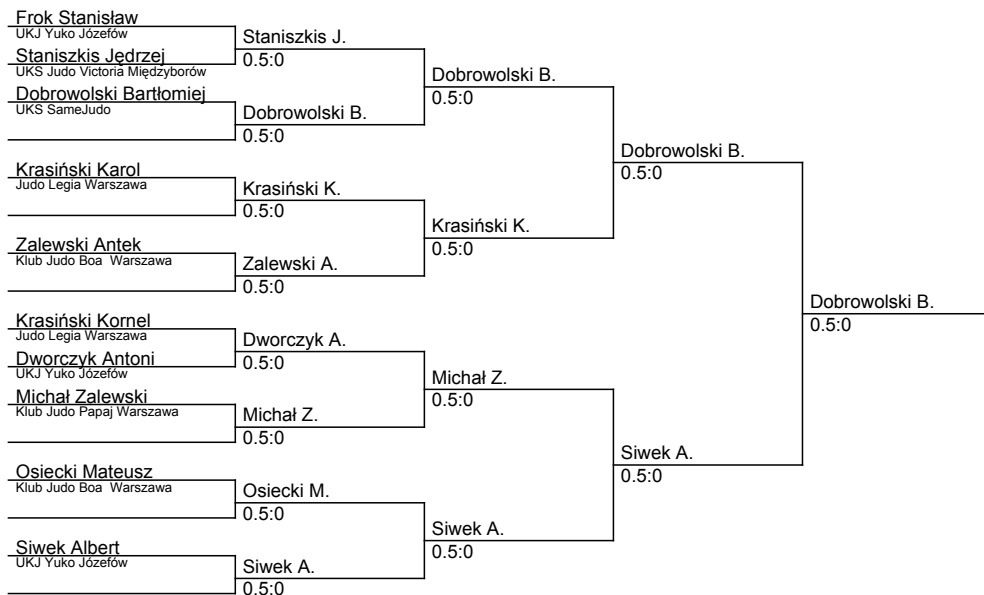 Frok Stanisław
UKJ Yuko Józefów
Staniszkis Jędrzej
UKS Judo Victoria Międzyborów
Dobrowolski Bartłomiej
UKS SameJudo
Krasiński Karol
Judo Legia Warszawa
Zalewski Antek
Klub Judo Boa  Warszawa
Krasiński Kornel
Judo Legia Warszawa
Dworczyk Antoni
UKJ Yuko Józefów
Michał Zalewski
Klub Judo Papaj Warszawa
Osiecki Mateusz
Klub Judo Boa  Warszawa
Siwek Albert
UKJ Yuko Józefów
Staniszkis J.
0.5:0
Dobrowolski B.
0.5:0
Krasiński K.
0.5:0
Zalewski A.
0.5:0
Dworczyk A.
0.5:0
Michał Z.
0.5:0
Osiecki M.
0.5:0
Siwek A.
0.5:0
Dobrowolski B.
0.5:0
Krasiński K.
0.5:0
Michał Z.
0.5:0
Siwek A.
0.5:0
Dobrowolski B.
0.5:0
Siwek A.
0.5:0
Dobrowolski B.
0.5:0